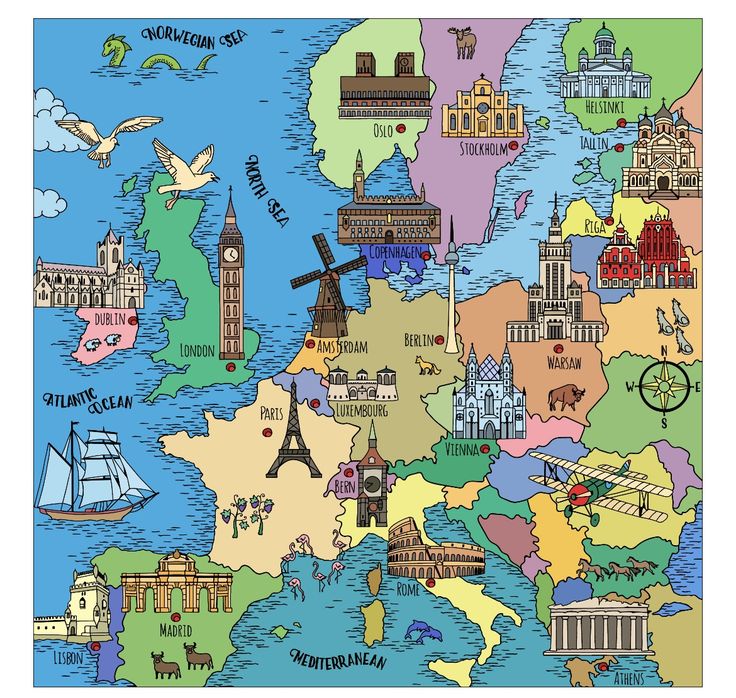 Norwegian Sea
Helsinki
Oslo
Stockholm
Tallin
North Sea
Riga
Copenhagen
Dublin
London
Amsterdam
Berlin
Warsaw
N
W E
S
Atlantic
Ocean
Paris
Luxembourg
Vienna
Bern
Rome
Madrid
Lisbon
Mediterranean
Athens